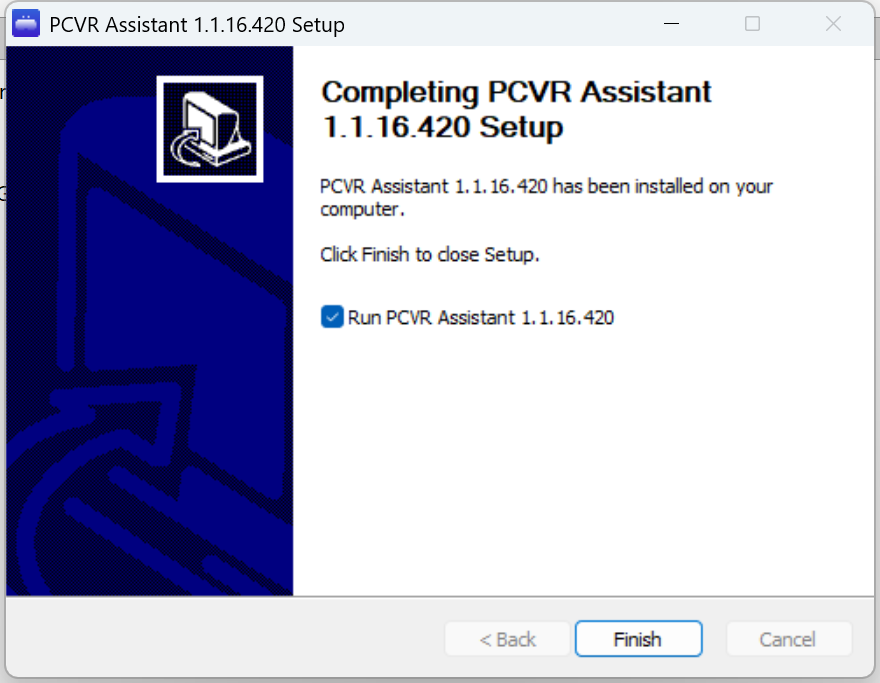 PCVR Assistant 1.1.16.420 Setup
Completing PCVR Assistant
1.1.16.420 Setup
PCVR Assistant 1.1.16.420 has been installed on your
computer.
Click Finish to close Setup.
Run PCVR Assistant 1.1.16.420
< Back
Finish
Cancel